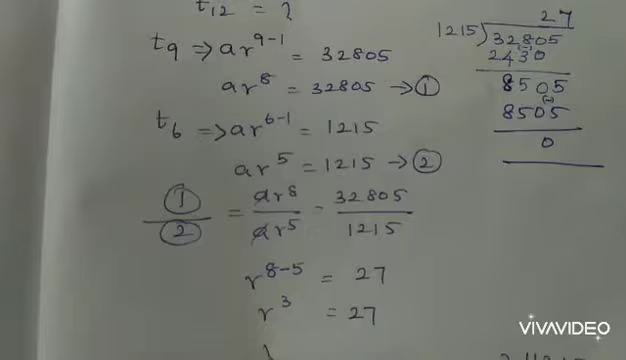 t12 = ?
t9 => ar^9-1 = 32805
ar^8 = 32805 → ①
t6 => ar^6-1 = 1215
ar^5 = 1215 → ②
①/② = ar^8/ar^5 - 32805/1215
r^8-5 = 27
r^3 = 27
27
1215)32805
2430
8505
8505
0
VIVAVIDEO